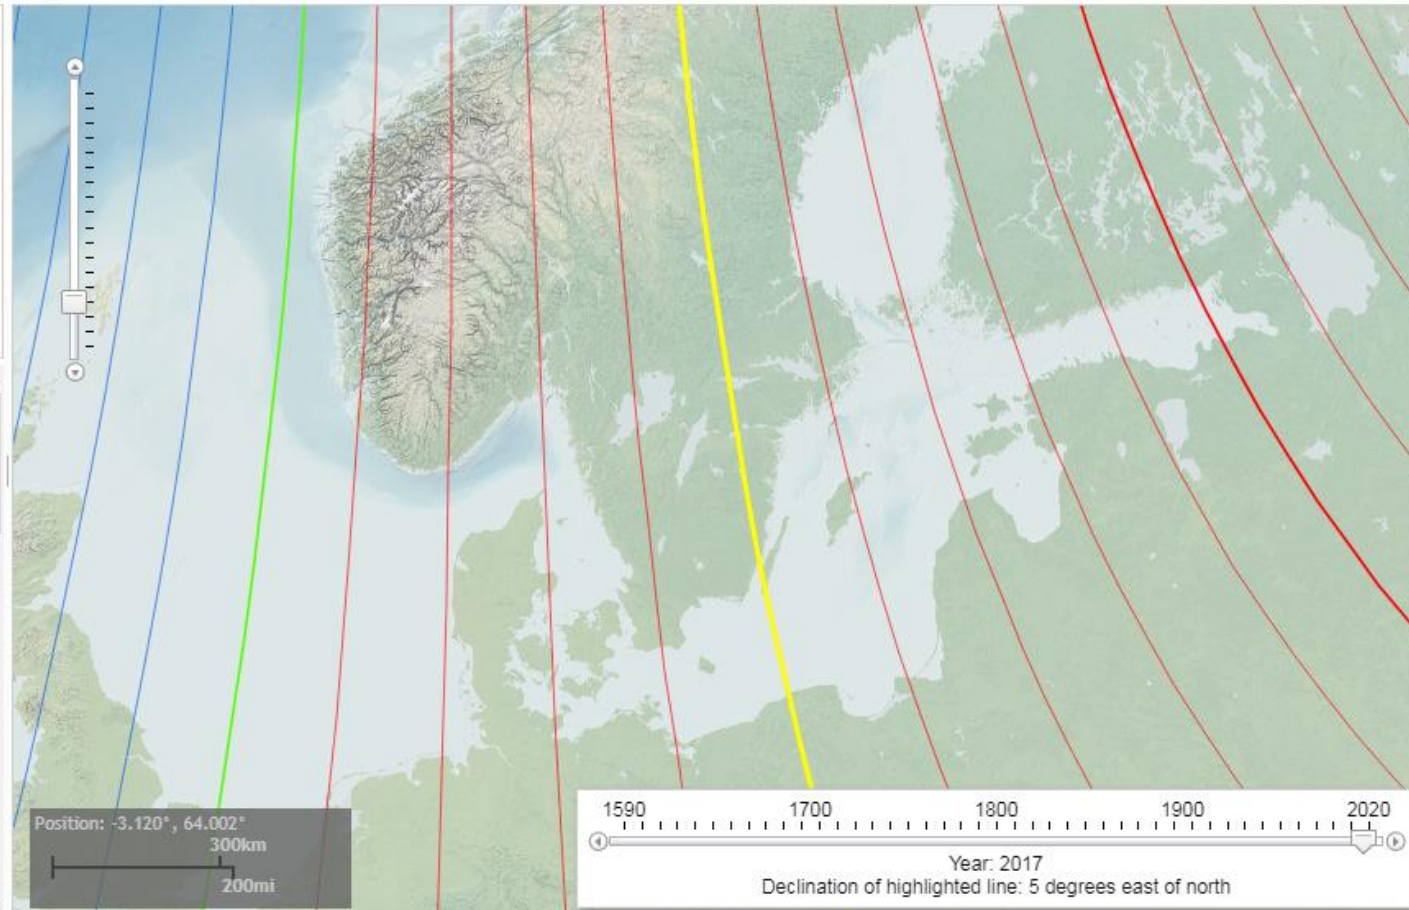 Position: -3.120°, 64.002°
300km
200mi
1590 1700 1800 1900 2020
Year: 2017
Declination of highlighted line: 5 degrees east of north